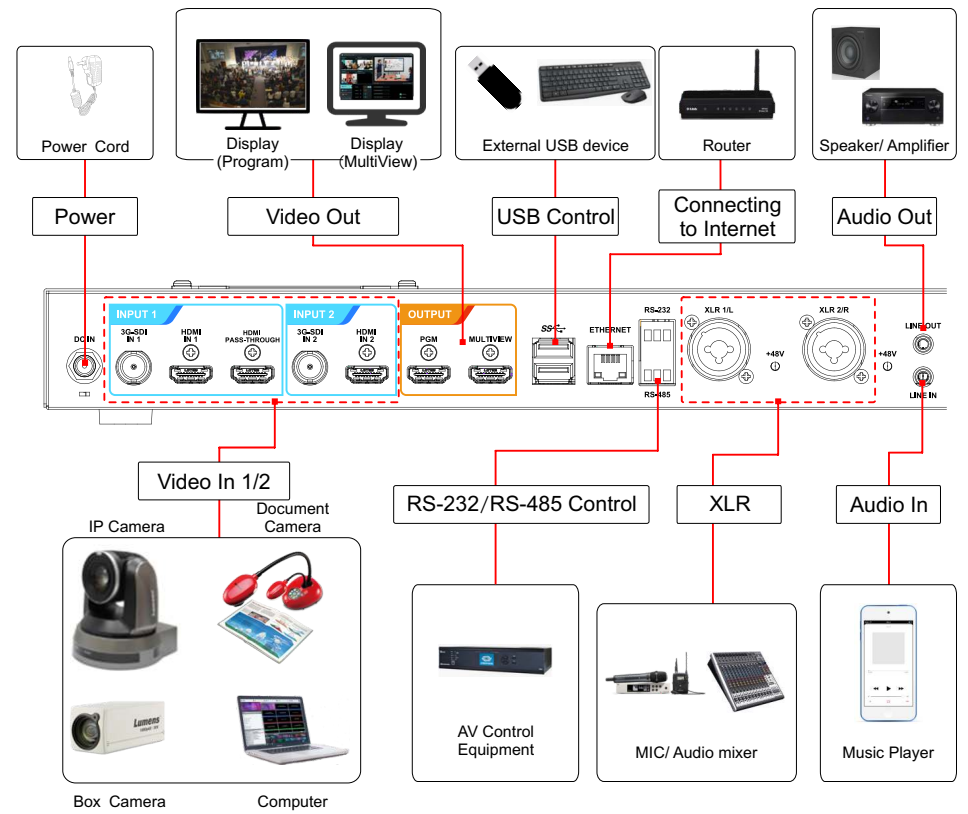 Power Cord
Display
(Program)
Display
(MultiView)
External USB device
Router
Speaker/ Amplifier
Power
Video Out
USB Control
Connecting
to Internet
Audio Out
INPUT 1
INPUT 2
OUTPUT
DC IN
3G-SDI
IN 1
HDMI
IN 1
HDMI
PASS-THROUGH
3G-SDI
IN 2
HDMI
IN 2
PGM
MULTIVIEW
SS
ETHERNET
RS-232
RS-485
XLR 1/L
+48V
XLR 2/R
+48V
LINE OUT
LINE IN
Video In 1/2
RS-232/RS-485 Control
XLR
Audio In
IP Camera
Document
Camera
Lumens
Box Camera
Computer
AV Control
Equipment
MIC/ Audio mixer
Music Player